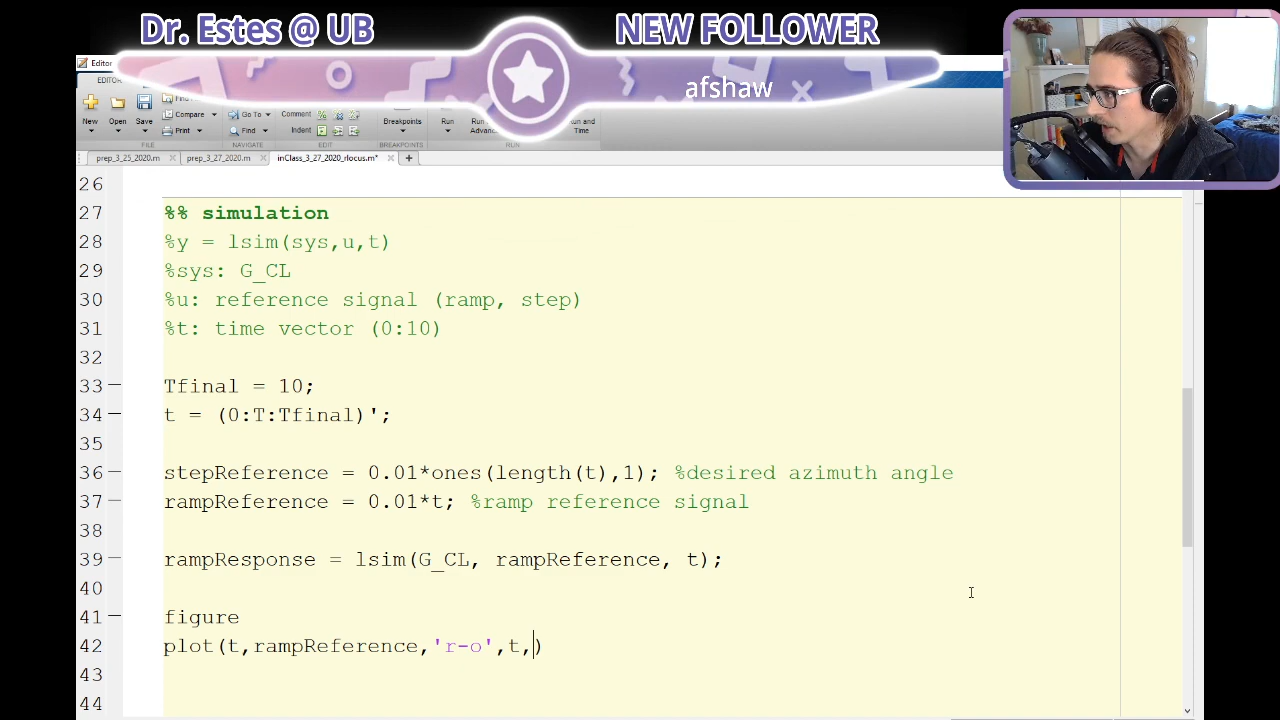 Dr. Estes @ UB
NEW FOLLOWER
afshaw
Editor
EDITOR
New
Open
Save
Compare
Print
Go To
Find
Comment
Indent
Breakpoints
Run
Run and
Time
FILE
NAVIGATE
EDIT
BREAKPOINTS
RUN
prep_3_25_2020.m
prep_3_27_2020.m
inClass_3_27_2020_rlocus.m*
26
27 %% simulation
28 %y = lsim(sys,u,t)
29 %sys: G_CL
30 %u: reference signal (ramp, step)
31 %t: time vector (0:10)
32
33 Tfinal = 10;
34 t = (0:T:Tfinal)';
35
36 stepReference = 0.01*ones(length(t),1); %desired azimuth angle
37 rampReference = 0.01*t; %ramp reference signal
38
39 rampResponse = lsim(G_CL, rampReference, t);
40
41 figure
42 plot(t,rampReference,'r-o',t,)
43
44